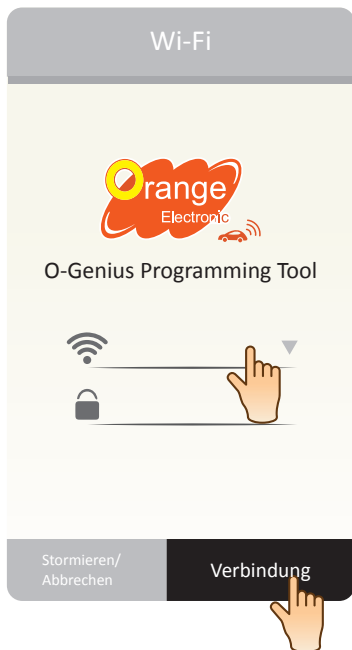 Wi-Fi
Orange
Electronic
O-Genius Programming Tool
Stormieren/
Abbrechen
Verbindung